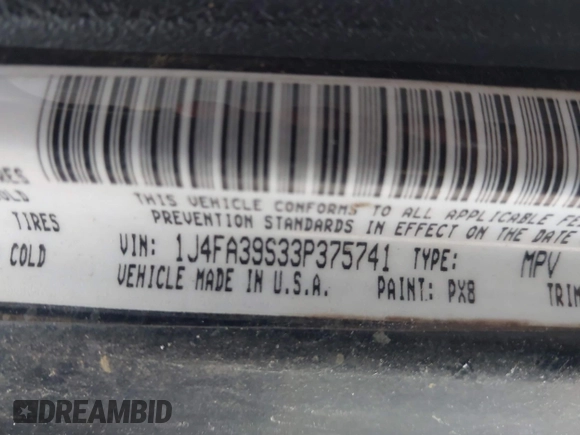 THIS VEHICLE CONFORMS TO ALL APPLICABLE
PREVENTION STANDARDS IN EFFECT ON THE DATE
TIRES
COLD
VIN: 1J4FA39S33P375741 TYPE: MPV
VEHICLE MADE IN U.S.A. PAINT: PX8
DREAMBID